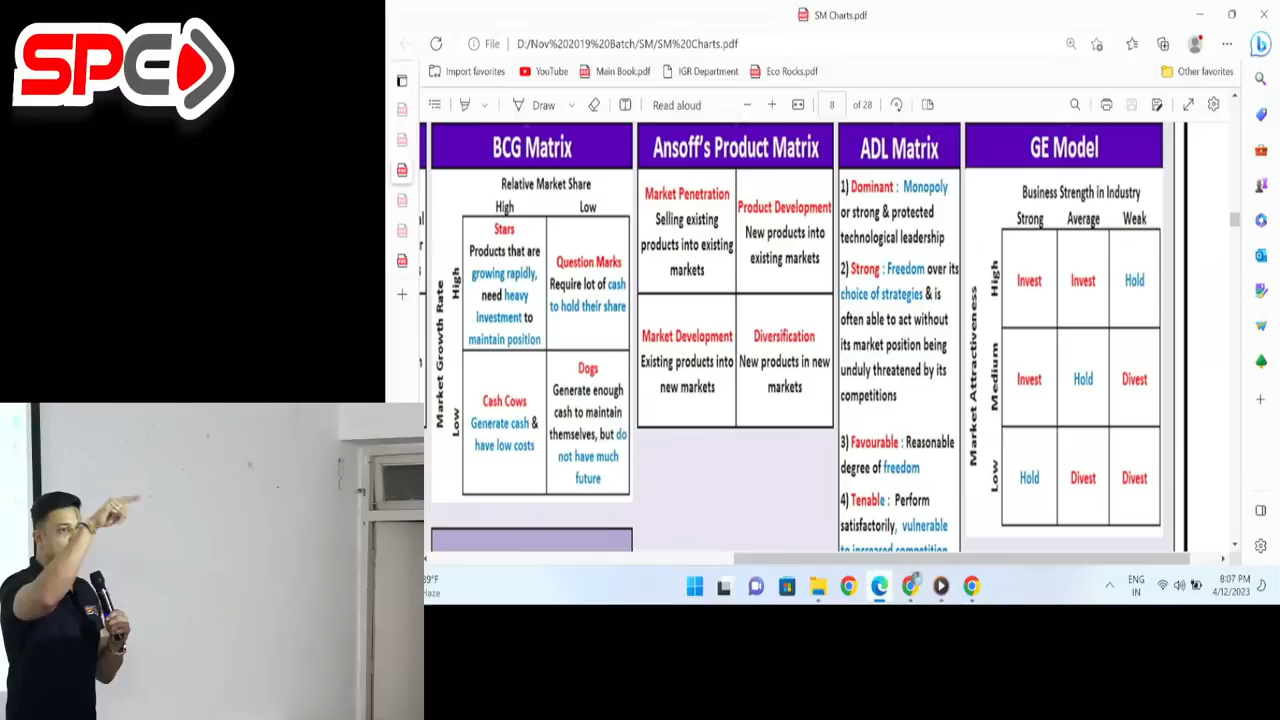 SPE
SM Charts.pdf
File
D:/Nov%202019%20Batch/SM/SM%20Charts.pdf
Import favorites
YouTube
Main Book.pdf
IGR Department
Eco Rocks.pdf
Other favorites
Draw
Read aloud
8
of 28
BCG Matrix
Relative Market Share
High
Low
Market Growth Rate
High
Low
Stars
Products that are
growing rapidly,
need heavy
investment to
maintain position
Question Marks
Require lot of cash
to hold their share
Cash Cows
Generate cash &
have low costs
Dogs
Generate enough
cash to maintain
themselves, but do
not have much
future
Ansoff's Product Matrix
Market Penetration
Selling existing
products into existing
markets
Product Development
New products into
existing markets
Market Development
Existing products into
new markets
Diversification
New products in new
markets
ADL Matrix
1) Dominant : Monopoly
or strong & protected
technological leadership
2) Strong : Freedom over its
choice of strategies & is
often able to act without
its market position being
unduly threatened by its
competitions
3) Favourable : Reasonable
degree of freedom
4) Tenable : Perform
satisfactorily, vulnerable
to increased competition
GE Model
Business Strength in Industry
Strong
Average
Weak
Market Attractiveness
High
Medium
Low
Invest
Invest
Hold
Invest
Hold
Divest
Hold
Divest
Divest
39°F
Haze
ENG
IN
8:07 PM
4/12/2023